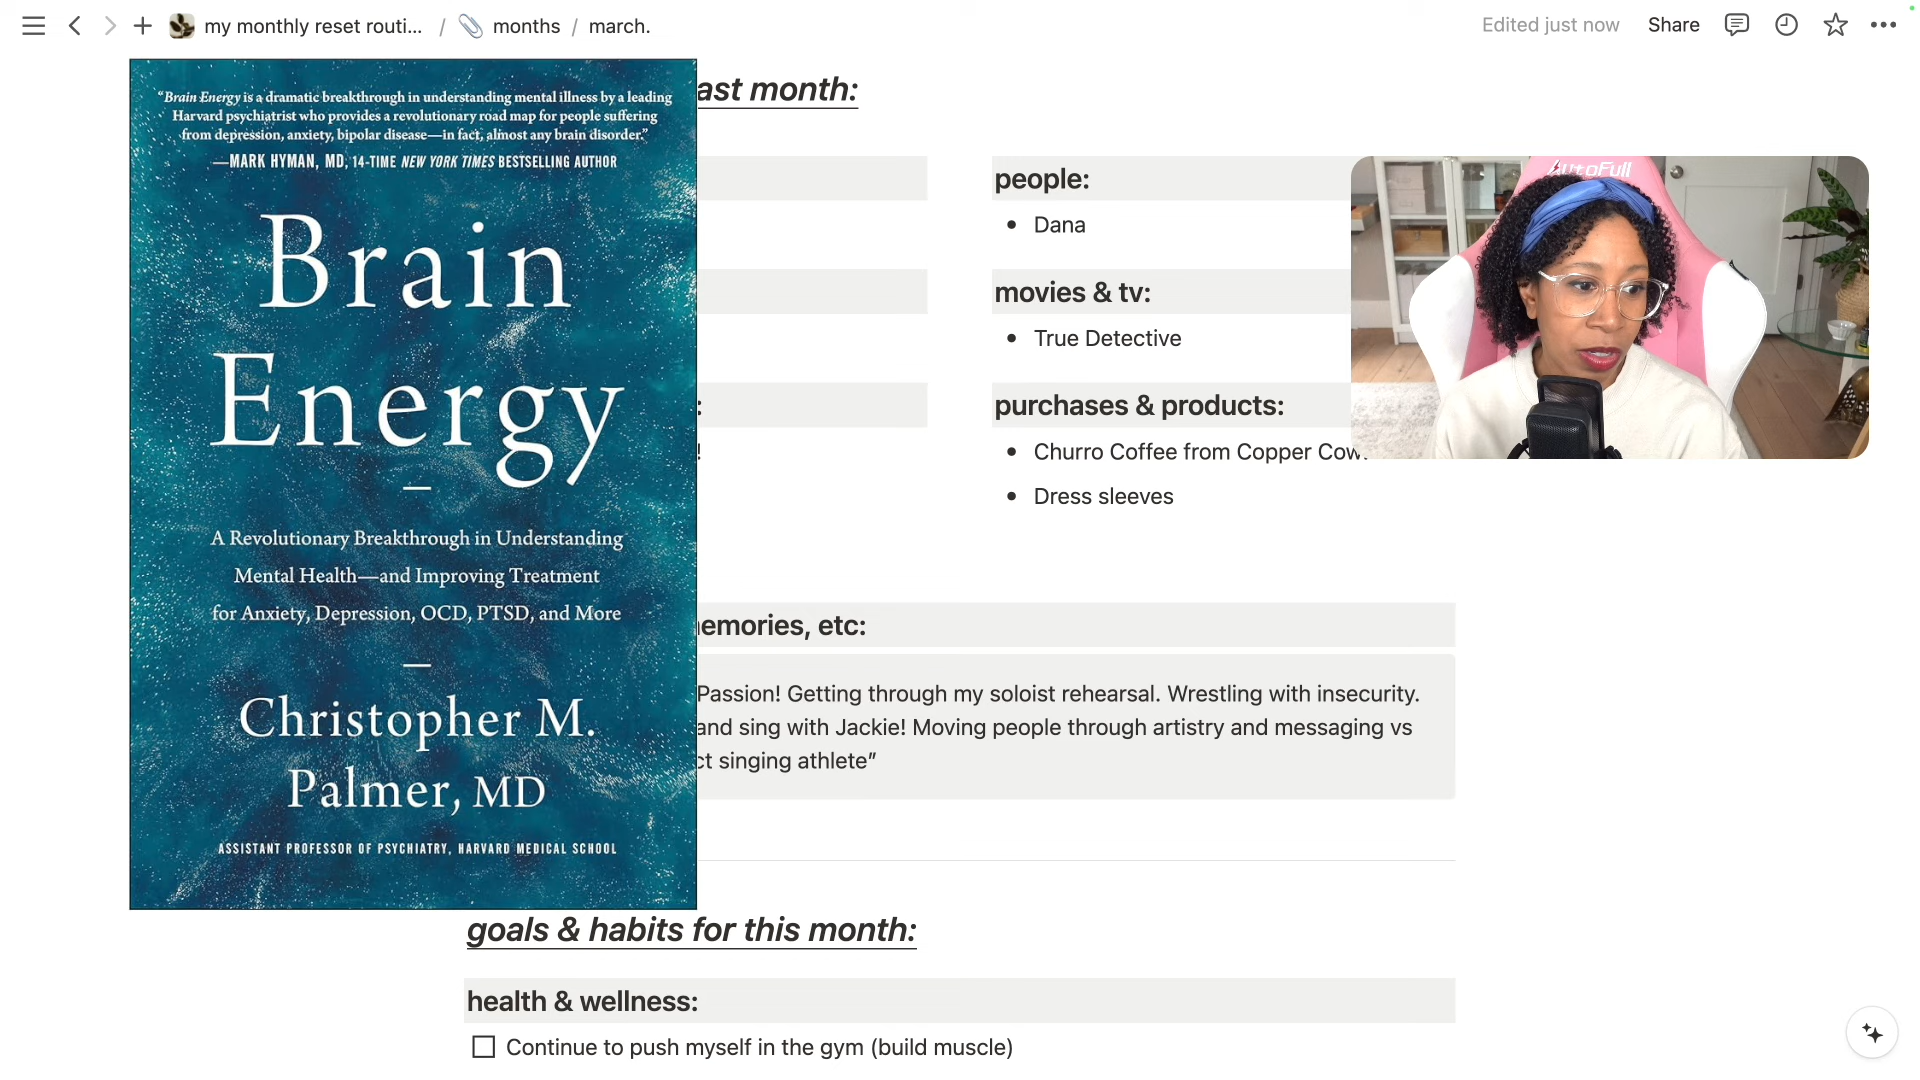 my monthly reset routi... / months / march.
Edited just now Share
“Brain Energy is a dramatic breakthrough in understanding mental illness by a leading
Harvard psychiatrist who provides a revolutionary road map for people suffering
from depression, anxiety, bipolar disease—in fact, almost any brain disorder.”
—MARK HYMAN, MD, 14-TIME NEW YORK TIMES BESTSELLING AUTHOR
Brain
Energy
A Revolutionary Breakthrough in Understanding
Mental Health—and Improving Treatment
for Anxiety, Depression, OCD, PTSD, and More
Christopher M.
Palmer, MD
ASSISTANT PROFESSOR OF PSYCHIATRY, HARVARD MEDICAL SCHOOL
ast month:
:
!
people:
Dana
movies & tv:
True Detective
purchases & products:
Churro Coffee from Copper Cow.
Dress sleeves
AutoFull
emories, etc:
Passion! Getting through my soloist rehearsal. Wrestling with insecurity.
and sing with Jackie! Moving people through artistry and messaging vs
ct singing athlete”
goals & habits for this month:
health & wellness:
Continue to push myself in the gym (build muscle)